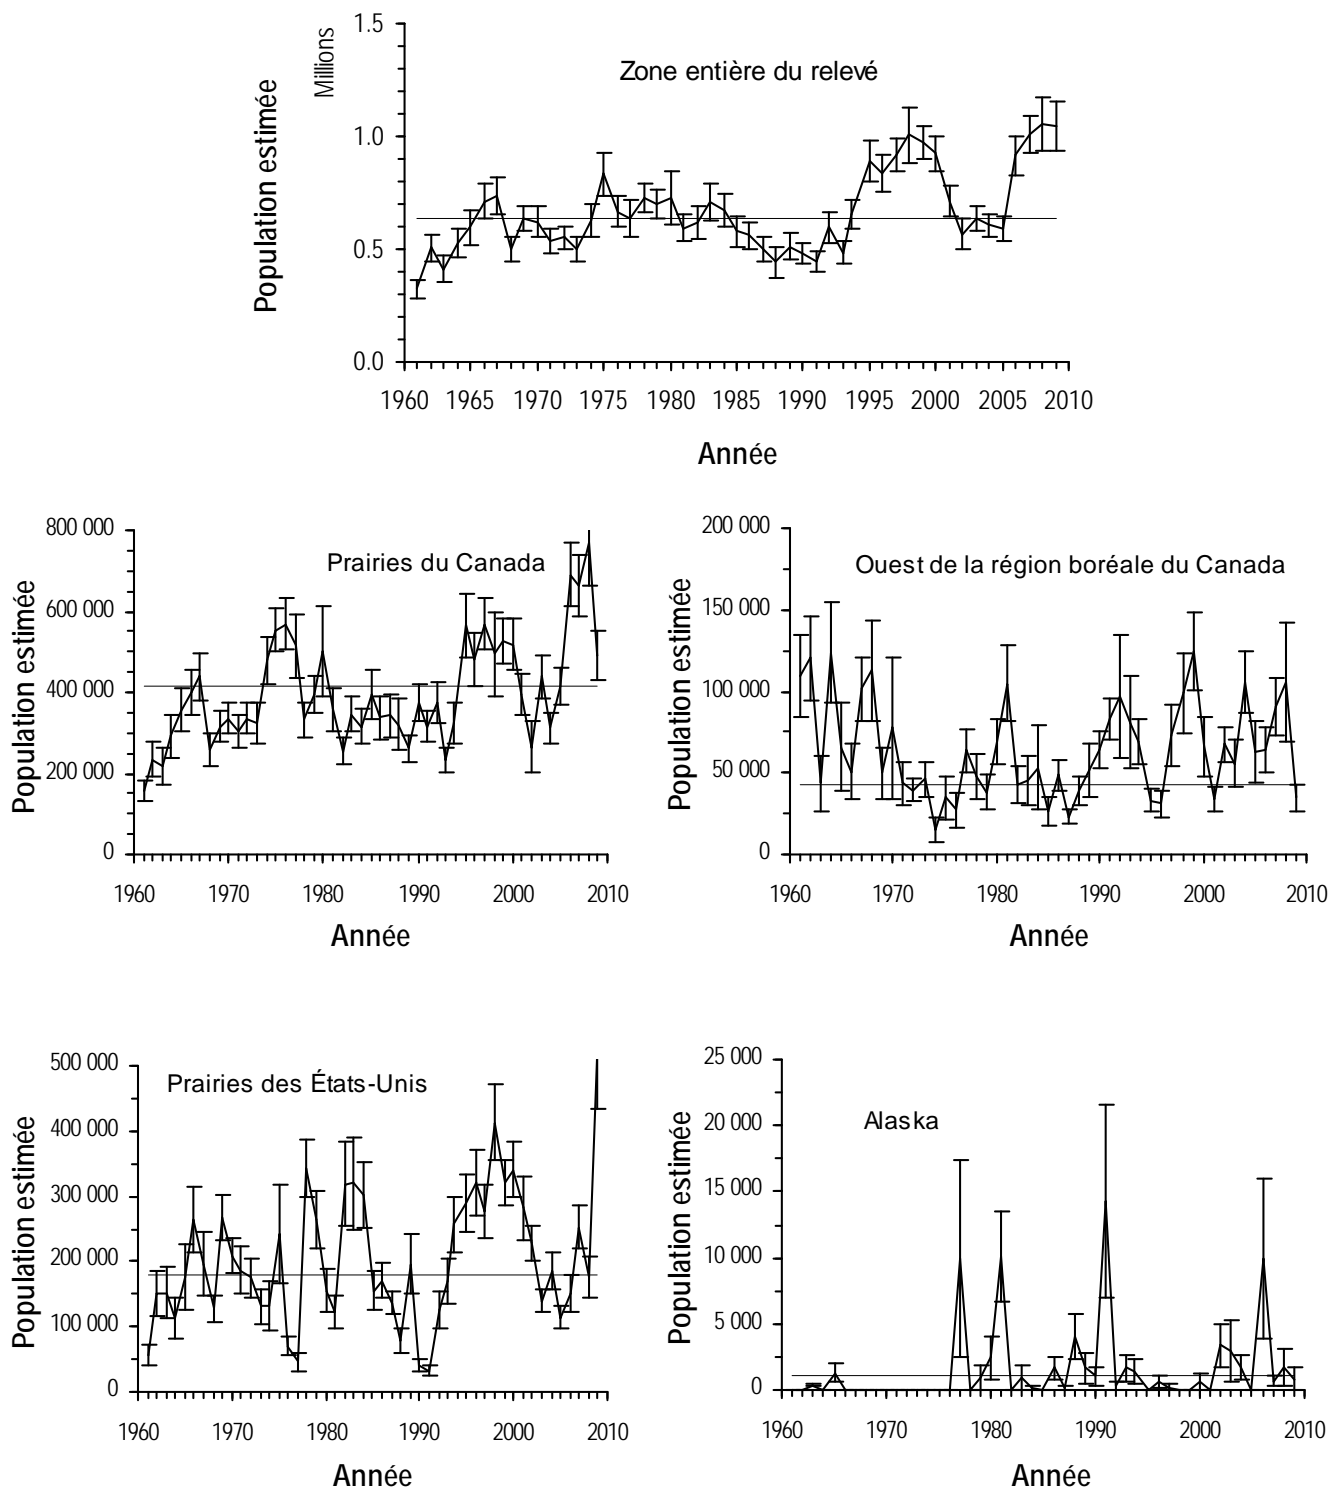 Zone entière du relevé
Millions
Population estimée
1.5
1.0
0.5
0.0
1960 1965 1970 1975 1980 1985 1990 1995 2000 2005 2010
Année
Prairies du Canada
Population estimée
800 000
600 000
400 000
200 000
0
1960 1970 1980 1990 2000 2010
Année
Ouest de la région boréale du Canada
Population estimée
200 000
150 000
100 000
50 000
0
1960 1970 1980 1990 2000 2010
Année
Prairies des États-Unis
Population estimée
500 000
400 000
300 000
200 000
100 000
0
1960 1970 1980 1990 2000 2010
Année
Alaska
Population estimée
25 000
20 000
15 000
10 000
5 000
0
1960 1970 1980 1990 2000 2010
Année